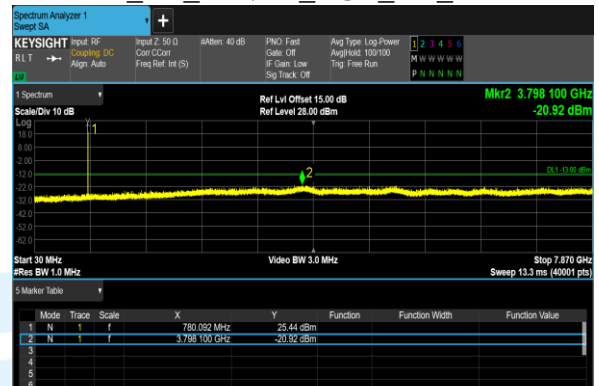 Spectrum Analyzer 1
Swept SA
+
KEYSIGHT Input: RF Input Z: 50 Ω #Atten: 40 dB PNO: Fast Avg Type: Log-Power 1 2 3 4 5 6
RLT Coupling: DC Corr CCorr Gate: Off Avg|Hold: 100/100 M W W W W W
Align: Auto Freq Ref: Int (S) IF Gain: Low Trig: Free Run
Sig Track: Off P N N N N N
LV
1 Spectrum Ref Lvl Offset 15.00 dB Mkr2 3.798 100 GHz
Scale/Div 10 dB Ref Level 28.00 dBm -20.92 dBm
Log
1
18.0
8.00
-2.00
-12.0 2 DL1 -13.00 dBm
-22.0
-32.0
-42.0
-52.0
-62.0
Start 30 MHz Video BW 3.0 MHz Stop 7.870 GHz
#Res BW 1.0 MHz Sweep 13.3 ms (40001 pts)
5 Marker Table
Mode Trace Scale X Y Function Function Width Function Value
1 N 1 f 780.092 MHz 25.44 dBm
2 N 1 f 3.798 100 GHz -20.92 dBm
3
4
5
6